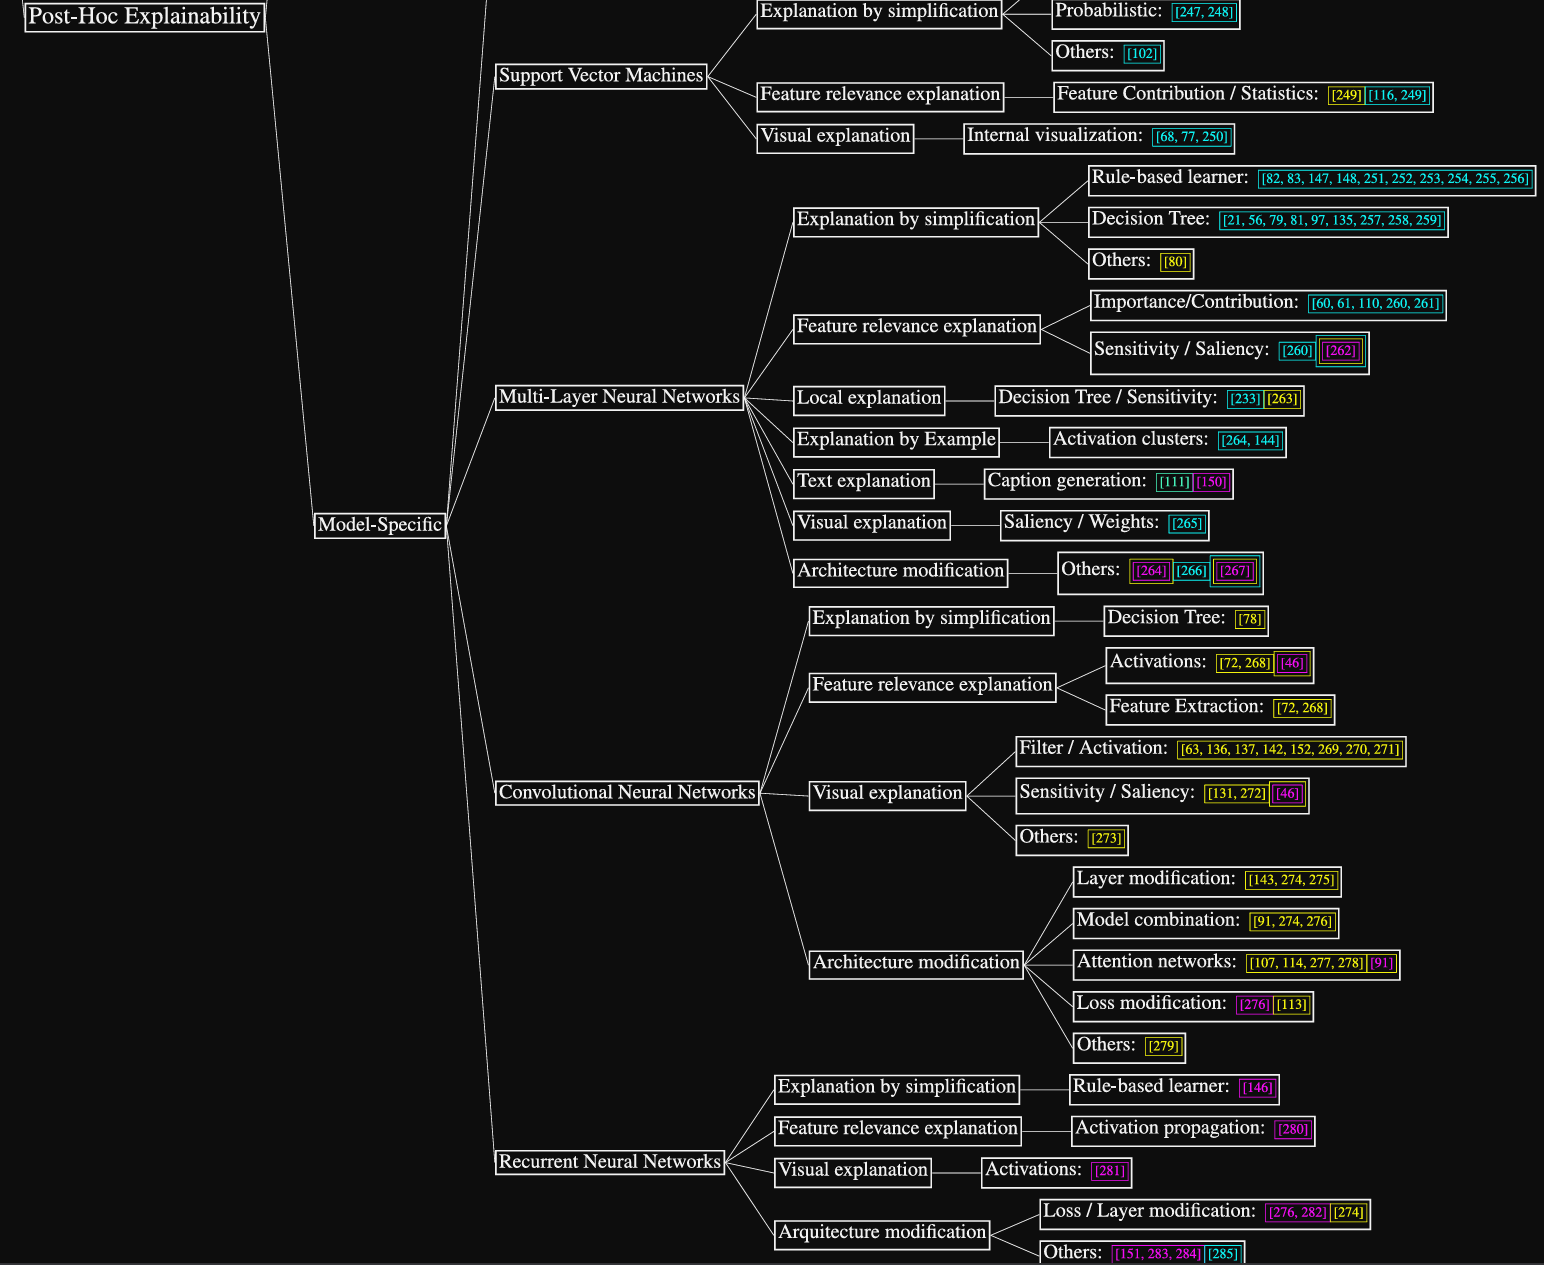 Post-Hoc Explainability
Explanation by simplification
Probabilistic: [247, 248]
Others: [102]
Support Vector Machines
Feature relevance explanation
Feature Contribution / Statistics: [249] [116, 249]
Visual explanation
Internal visualization: [68, 77, 250]
Rule-based learner: [82, 83, 147, 148, 251, 252, 253, 254, 255, 256]
Explanation by simplification
Decision Tree: [21, 56, 79, 81, 97, 135, 257, 258, 259]
Others: [80]
Importance/Contribution: [60, 61, 110, 260, 261]
Feature relevance explanation
Sensitivity / Saliency: [260] [262]
Multi-Layer Neural Networks
Local explanation
Decision Tree / Sensitivity: [233] [263]
Explanation by Example
Activation clusters: [264, 144]
Text explanation
Caption generation: [111] [150]
Visual explanation
Saliency / Weights: [265]
Model-Specific
Architecture modification
Others: [264] [266] [267]
Explanation by simplification
Decision Tree: [78]
Activations: [72, 268] [46]
Feature relevance explanation
Feature Extraction: [72, 268]
Filter / Activation: [63, 136, 137, 142, 152, 269, 270, 271]
Convolutional Neural Networks
Visual explanation
Sensitivity / Saliency: [131, 272] [46]
Others: [273]
Layer modification: [143, 274, 275]
Model combination: [91, 274, 276]
Architecture modification
Attention networks: [107, 114, 277, 278] [91]
Loss modification: [276] [113]
Others: [279]
Explanation by simplification
Rule-based learner: [146]
Feature relevance explanation
Activation propagation: [280]
Recurrent Neural Networks
Visual explanation
Activations: [281]
Loss / Layer modification: [276, 282] [274]
Arquitecture modification
Others: [151, 283, 284] [285]